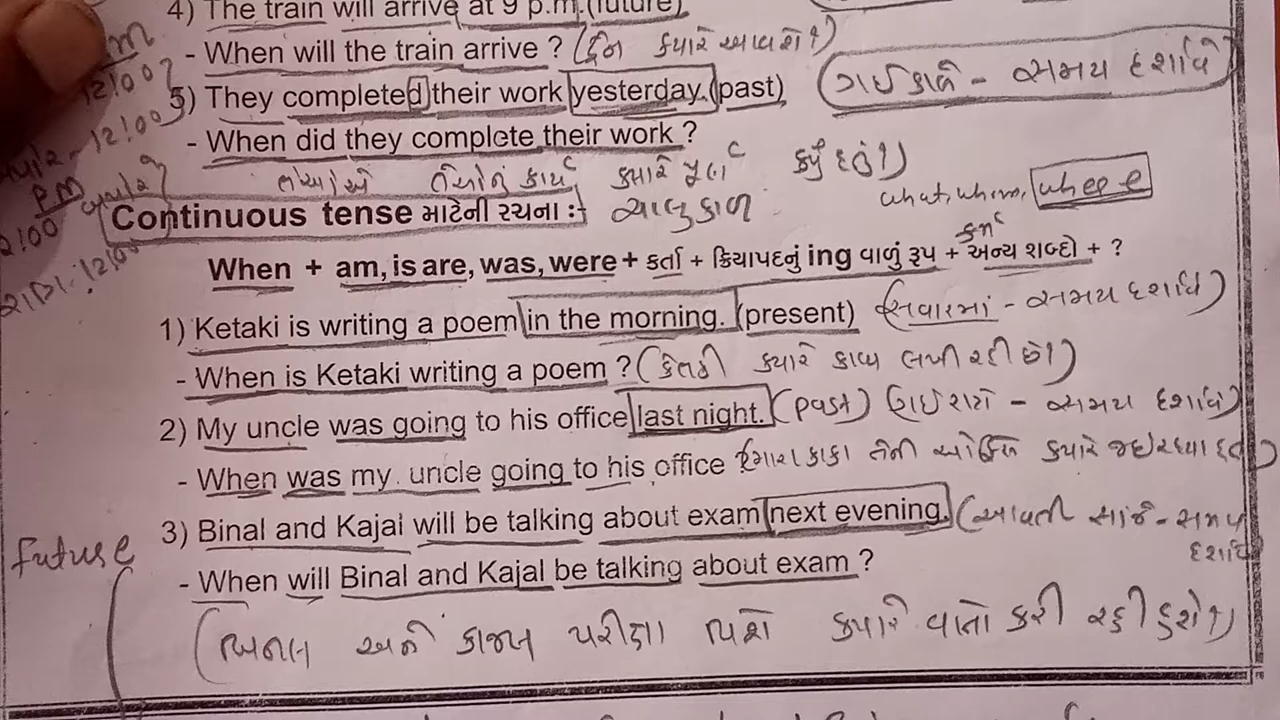 4) The train will arrive at 9 p.m. (future)
- When will the train arrive ? (ટ્રેન ક્યારે આવશે?)
5) They completed their work yesterday. (past) (ગઈકાલે - સમય દર્શાવે)
- When did they complete their work ?
તેઓએ તેઓનું કાર્ય ક્યારે પૂર્ણ કર્યું હતું?)
what, whom, where
Continuous tense માટેની રચના :- ચાલુકાળ
કર્મ
When + am, is are, was, were + કર્તા + ક્રિયાપદનું ing વાળું રૂપ + અન્ય શબ્દો + ?
1) Ketaki is writing a poem in the morning. (present) (સવારમાં - સમય દર્શાવે)
- When is Ketaki writing a poem ? (કેતકી ક્યારે કાવ્ય લખી રહી છે?)
2) My uncle was going to his office last night. (past) (ગઈ રાત્રે - સમય દર્શાવે)
- When was my uncle going to his office (મારા કાકા તેની ઓફિસ ક્યારે જઈ રહ્યા હતા)
3) Binal and Kajal will be talking about exam next evening. (આવતી સાંજે - સમય દર્શાવે
future
- When will Binal and Kajal be talking about exam ?
(બિનલ અને કાજલ પરીક્ષા વિશે ક્યારે વાતો કરી રહી હશે?)